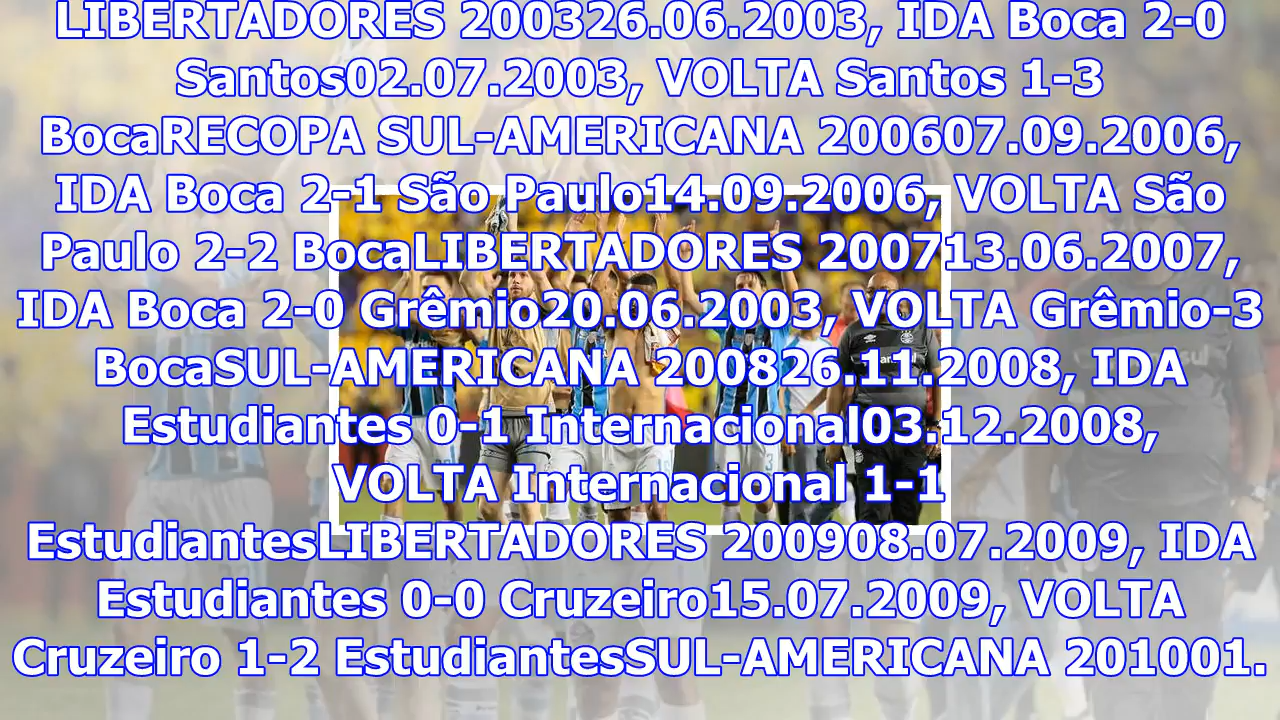 LIBERTADORES 200326.06.2003, IDA Boca 2-0
Santos02.07.2003, VOLTA Santos 1-3
BocaRECOPA SUL-AMERICANA 200607.09.2006,
IDA Boca 2-1 São Paulo14.09.2006, VOLTA São
Paulo 2-2 BocaLIBERTADORES 200713.06.2007,
IDA Boca 2-0 Grêmio20.06.2003, VOLTA Grêmio-3
BocaSUL-AMERICANA 200826.11.2008, IDA
Estudiantes 0-1 Internacional03.12.2008,
VOLTA Internacional 1-1
EstudiantesLIBERTADORES 200908.07.2009, IDA
Estudiantes 0-0 Cruzeiro15.07.2009, VOLTA
Cruzeiro 1-2 EstudiantesSUL-AMERICANA 201001.